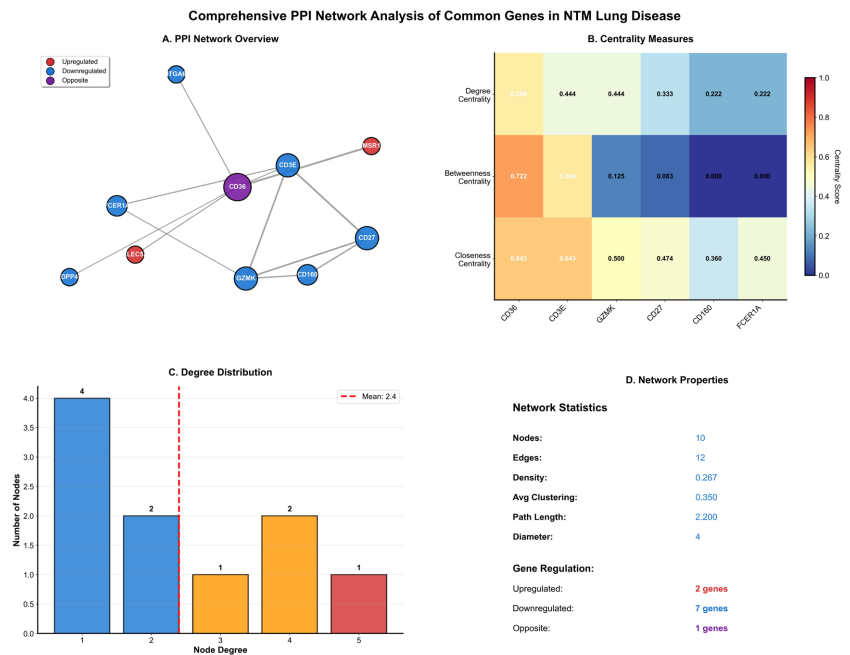 Comprehensive PPI Network Analysis of Common Genes in NTM Lung Disease
A. PPI Network Overview
Upregulated
Downregulated
Opposite
MSR1
CD3E
CD36
CD27
DPP4
GZMK
CD160
B. Centrality Measures
Degree
Centrality
0.444
0.444
0.333
0.222
0.222
Betweenness
Centrality
0.722
0.125
0.083
0.000
0.000
Closeness
Centrality
0.643
0.643
0.500
0.474
0.360
0.450
CD36
CD3E
GZMK
CD27
CD160
FCER1A
1.0
0.8
0.6
0.4
0.2
0.0
Centrality Score
C. Degree Distribution
Mean: 2.4
Number of Nodes
4.0
3.5
3.0
2.5
2.0
1.5
1.0
0.5
0.0
4
2
1
2
1
1
2
3
4
5
Node Degree
D. Network Properties
Network Statistics
Nodes: 10
Edges: 12
Density: 0.267
Avg Clustering: 0.350
Path Length: 2.200
Diameter: 4
Gene Regulation:
Upregulated: 2 genes
Downregulated: 7 genes
Opposite: 1 genes